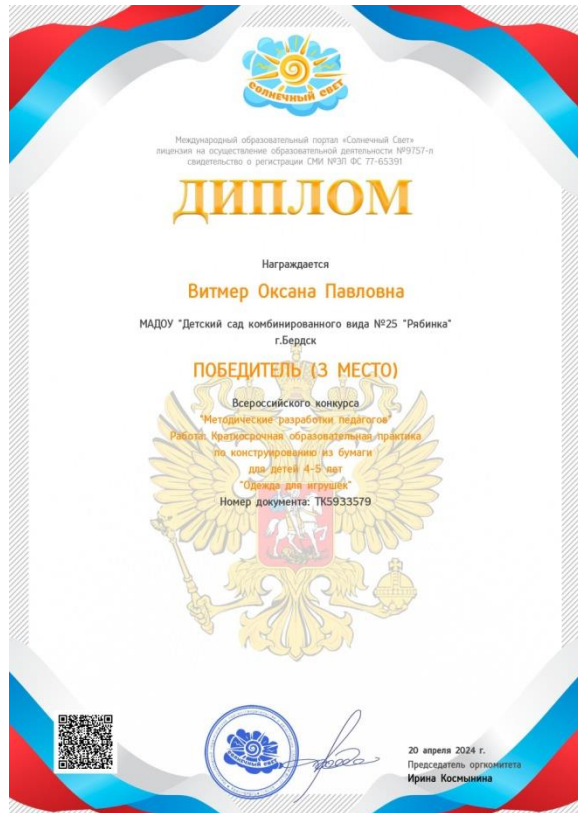 СОЛНЕЧНЫЙ СВЕТ
Международный образовательный портал «Солнечный Свет»
лицензия на осуществление образовательной деятельности №9757-л
свидетельство о регистрации СМИ №ЭЛ ФС 77-65391
ДИПЛОМ
Награждается
Витмер Оксана Павловна
МАДОУ "Детский сад комбинированного вида №25 "Рябинка"
г.Бердск
ПОБЕДИТЕЛЬ (3 МЕСТО)
Всероссийского конкурса
"Методические разработки педагогов"
Работа: Краткосрочная образовательная практика
по конструированию из бумаги
для детей 4-5 лет
"Одежда для игрушек"
Номер документа: TK5933579
СОЛНЕЧНЫЙ СВЕТ
20 апреля 2024 г.
Председатель оргкомитета
Ирина Космынина